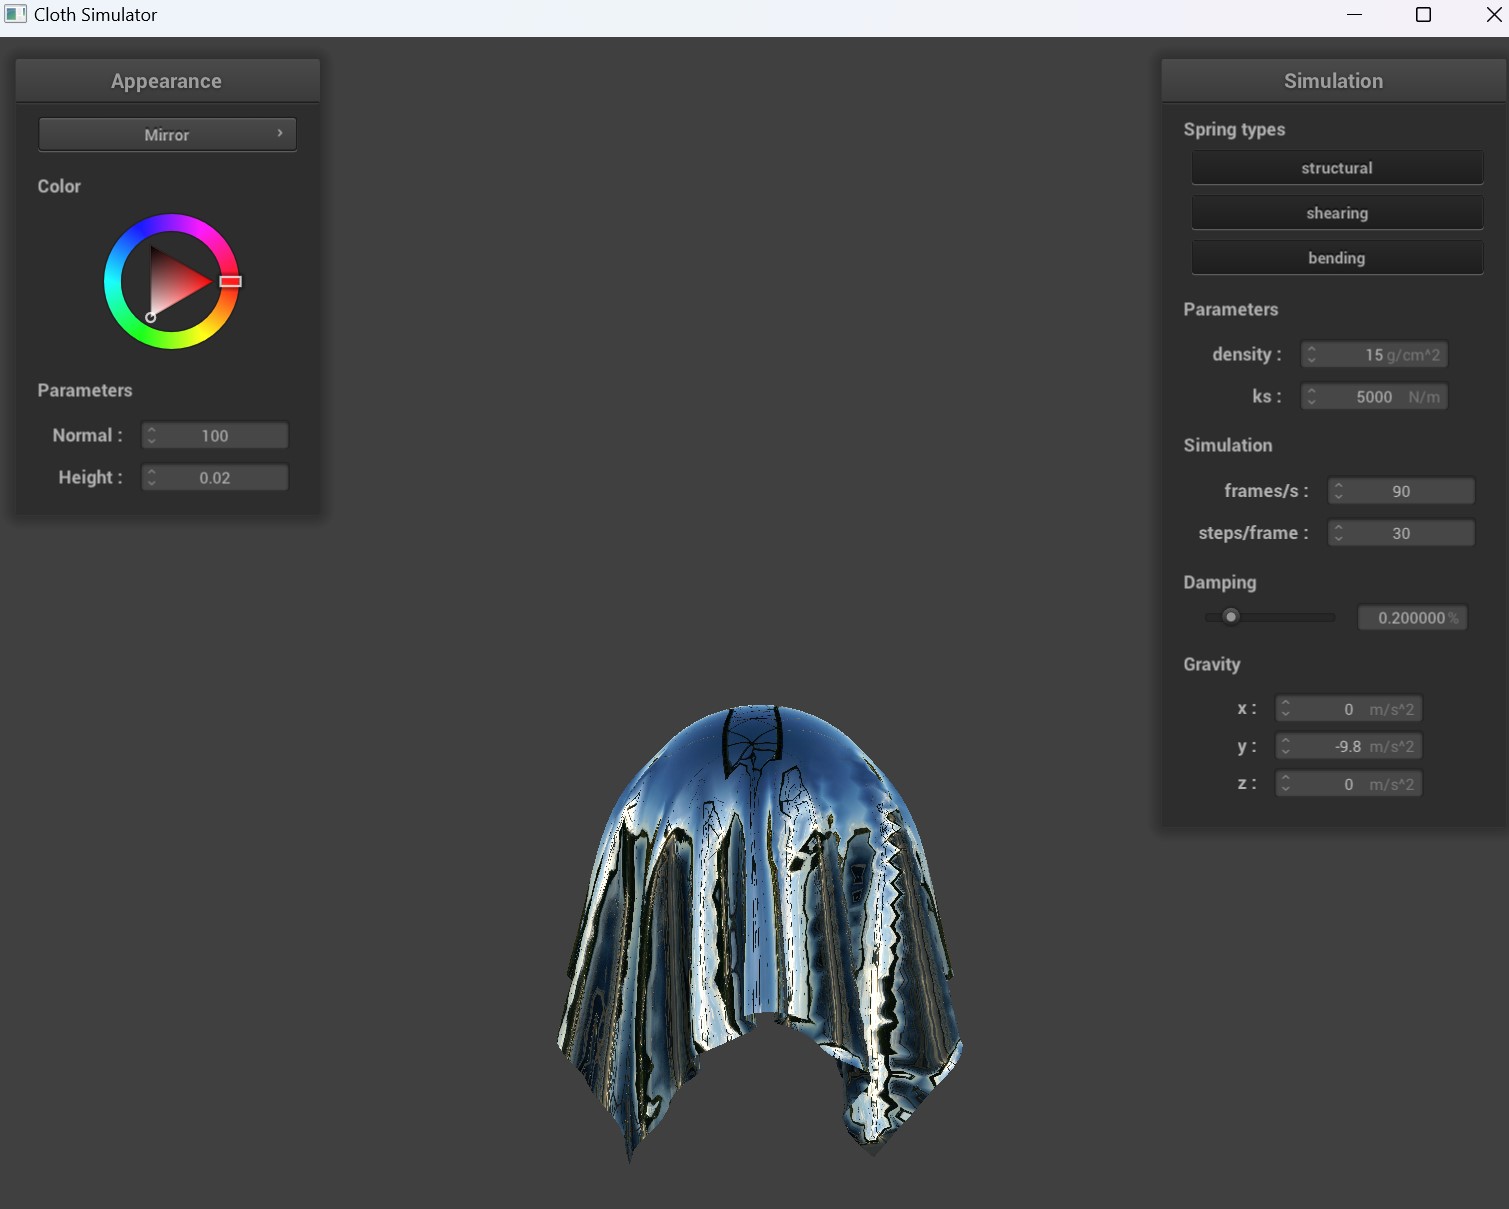 Cloth Simulator
Appearance
Mirror
Color
Parameters
Normal : 100
Height : 0.02
Simulation
Spring types
structural
shearing
bending
Parameters
density : 15 g/cm^2
ks : 5000 N/m
Simulation
frames/s : 90
steps/frame : 30
Damping
0.200000 %
Gravity
x : 0 m/s^2
y : -9.8 m/s^2
z : 0 m/s^2